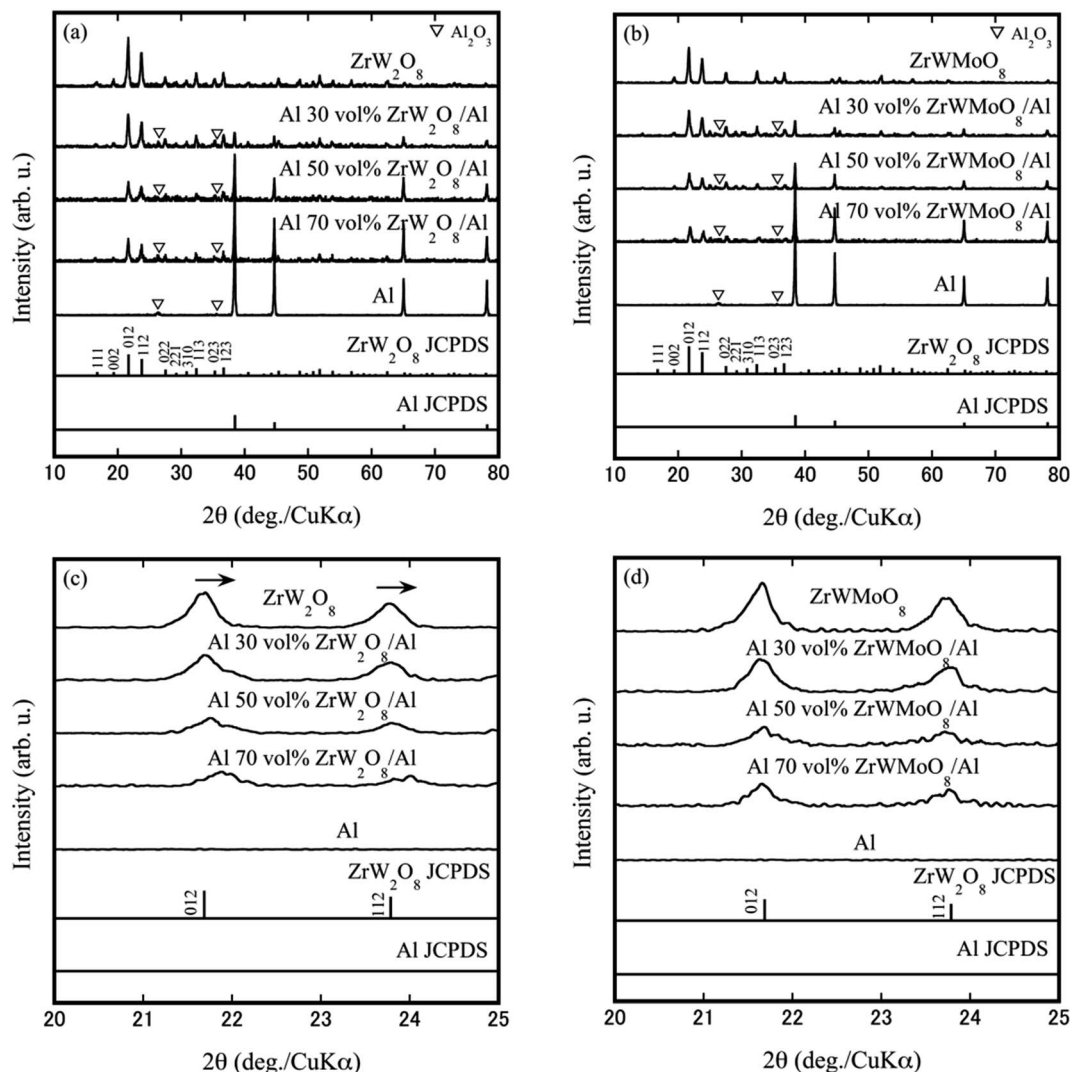 (a)
▽ Al₂O₃
ZrW₂O₈
Al 30 vol% ZrW₂O₈/Al
Al 50 vol% ZrW₂O₈/Al
Al 70 vol% ZrW₂O₈/Al
Al
ZrW₂O₈ JCPDS
111 002 012 112 022 221 310 113 023 123
Al JCPDS
Intensity (arb. u.)
10 20 30 40 50 60 70 80
2θ (deg./CuKα)
(b)
▽ Al₂O₃
ZrWMoO₈
Al 30 vol% ZrWMoO₈/Al
Al 50 vol% ZrWMoO₈/Al
Al 70 vol% ZrWMoO₈/Al
Al
ZrW₂O₈ JCPDS
111 002 012 112 022 221 310 113 023 123
Al JCPDS
Intensity (arb. u.)
10 20 30 40 50 60 70 80
2θ (deg./CuKα)
(c)
ZrW₂O₈
Al 30 vol% ZrW₂O₈/Al
Al 50 vol% ZrW₂O₈/Al
Al 70 vol% ZrW₂O₈/Al
Al
ZrW₂O₈ JCPDS
012 112
Al JCPDS
Intensity (arb. u.)
20 21 22 23 24 25
2θ (deg./CuKα)
(d)
ZrWMoO₈
Al 30 vol% ZrWMoO₈/Al
Al 50 vol% ZrWMoO₈/Al
Al 70 vol% ZrWMoO₈/Al
Al
ZrW₂O₈ JCPDS
012 112
Al JCPDS
Intensity (arb. u.)
20 21 22 23 24 25
2θ (deg./CuKα)